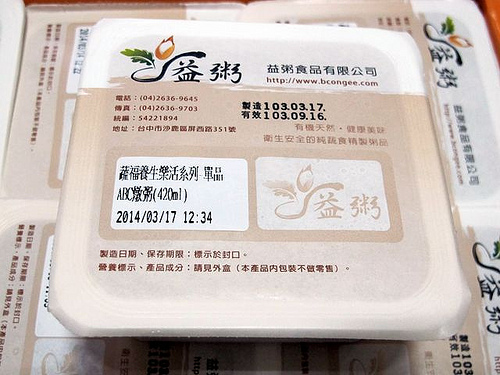 益粥
益粥食品有限公司
http://www.bcongee.com
電話：(04)2636-9645
傳真：(04)2636-9703
統編：54221894
地址：台中市沙鹿區屏西路351號
製造103.03.17.
有效103.09.16.
有機天然·健康美味
衛生安全的純蔬食精製粥品
蔬福養生樂活系列-單品
ABC燉粥(420ml)
2014/03/17 12:34
益粥
製造日期、保存期限：標示於封口。
營養標示、產品成分：請見外盒（本產品內包裝不做零售）。